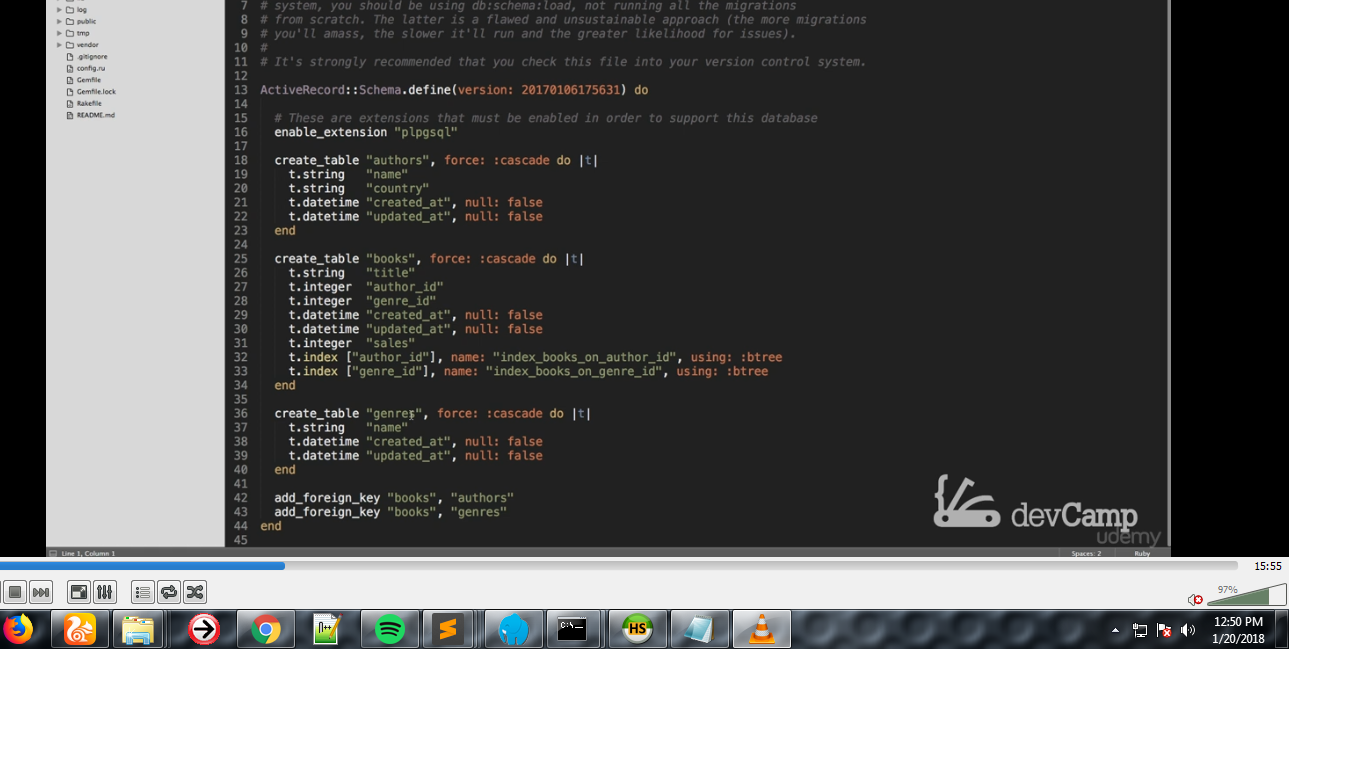 log
public
tmp
vendor
.gitignore
config.ru
Gemfile
Gemfile.lock
Rakefile
README.md
7 # system, you should be using db:schema:load, not running all the migrations
8 # from scratch. The latter is a flawed and unsustainable approach (the more migrations
9 # you'll amass, the slower it'll run and the greater likelihood for issues).
10 #
11 # It's strongly recommended that you check this file into your version control system.
12
13 ActiveRecord::Schema.define(version: 20170106175631) do
14
15 # These are extensions that must be enabled in order to support this database
16 enable_extension "plpgsql"
17
18 create_table "authors", force: :cascade do |t|
19 t.string "name"
20 t.string "country"
21 t.datetime "created_at", null: false
22 t.datetime "updated_at", null: false
23 end
24
25 create_table "books", force: :cascade do |t|
26 t.string "title"
27 t.integer "author_id"
28 t.integer "genre_id"
29 t.datetime "created_at", null: false
30 t.datetime "updated_at", null: false
31 t.integer "sales"
32 t.index ["author_id"], name: "index_books_on_author_id", using: :btree
33 t.index ["genre_id"], name: "index_books_on_genre_id", using: :btree
34 end
35
36 create_table "genres", force: :cascade do |t|
37 t.string "name"
38 t.datetime "created_at", null: false
39 t.datetime "updated_at", null: false
40 end
41
42 add_foreign_key "books", "authors"
43 add_foreign_key "books", "genres"
44 end
45
devCamp
udemy
Line 1, Column 1
Spaces: 2
Ruby
15:55
97%
C:\_
HS
12:50 PM
1/20/2018